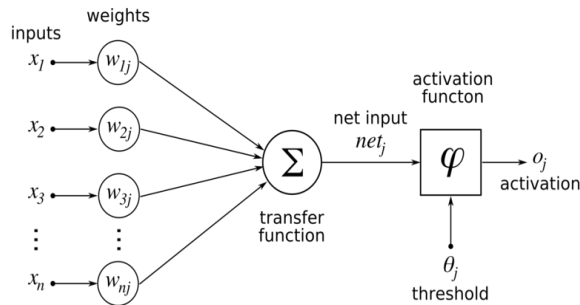 weights
inputs
x1
w1j
x2
w2j
x3
w3j
xn
wnj
Σ
transfer
function
net input
netj
activation
functon
φ
oj
activation
θj
threshold